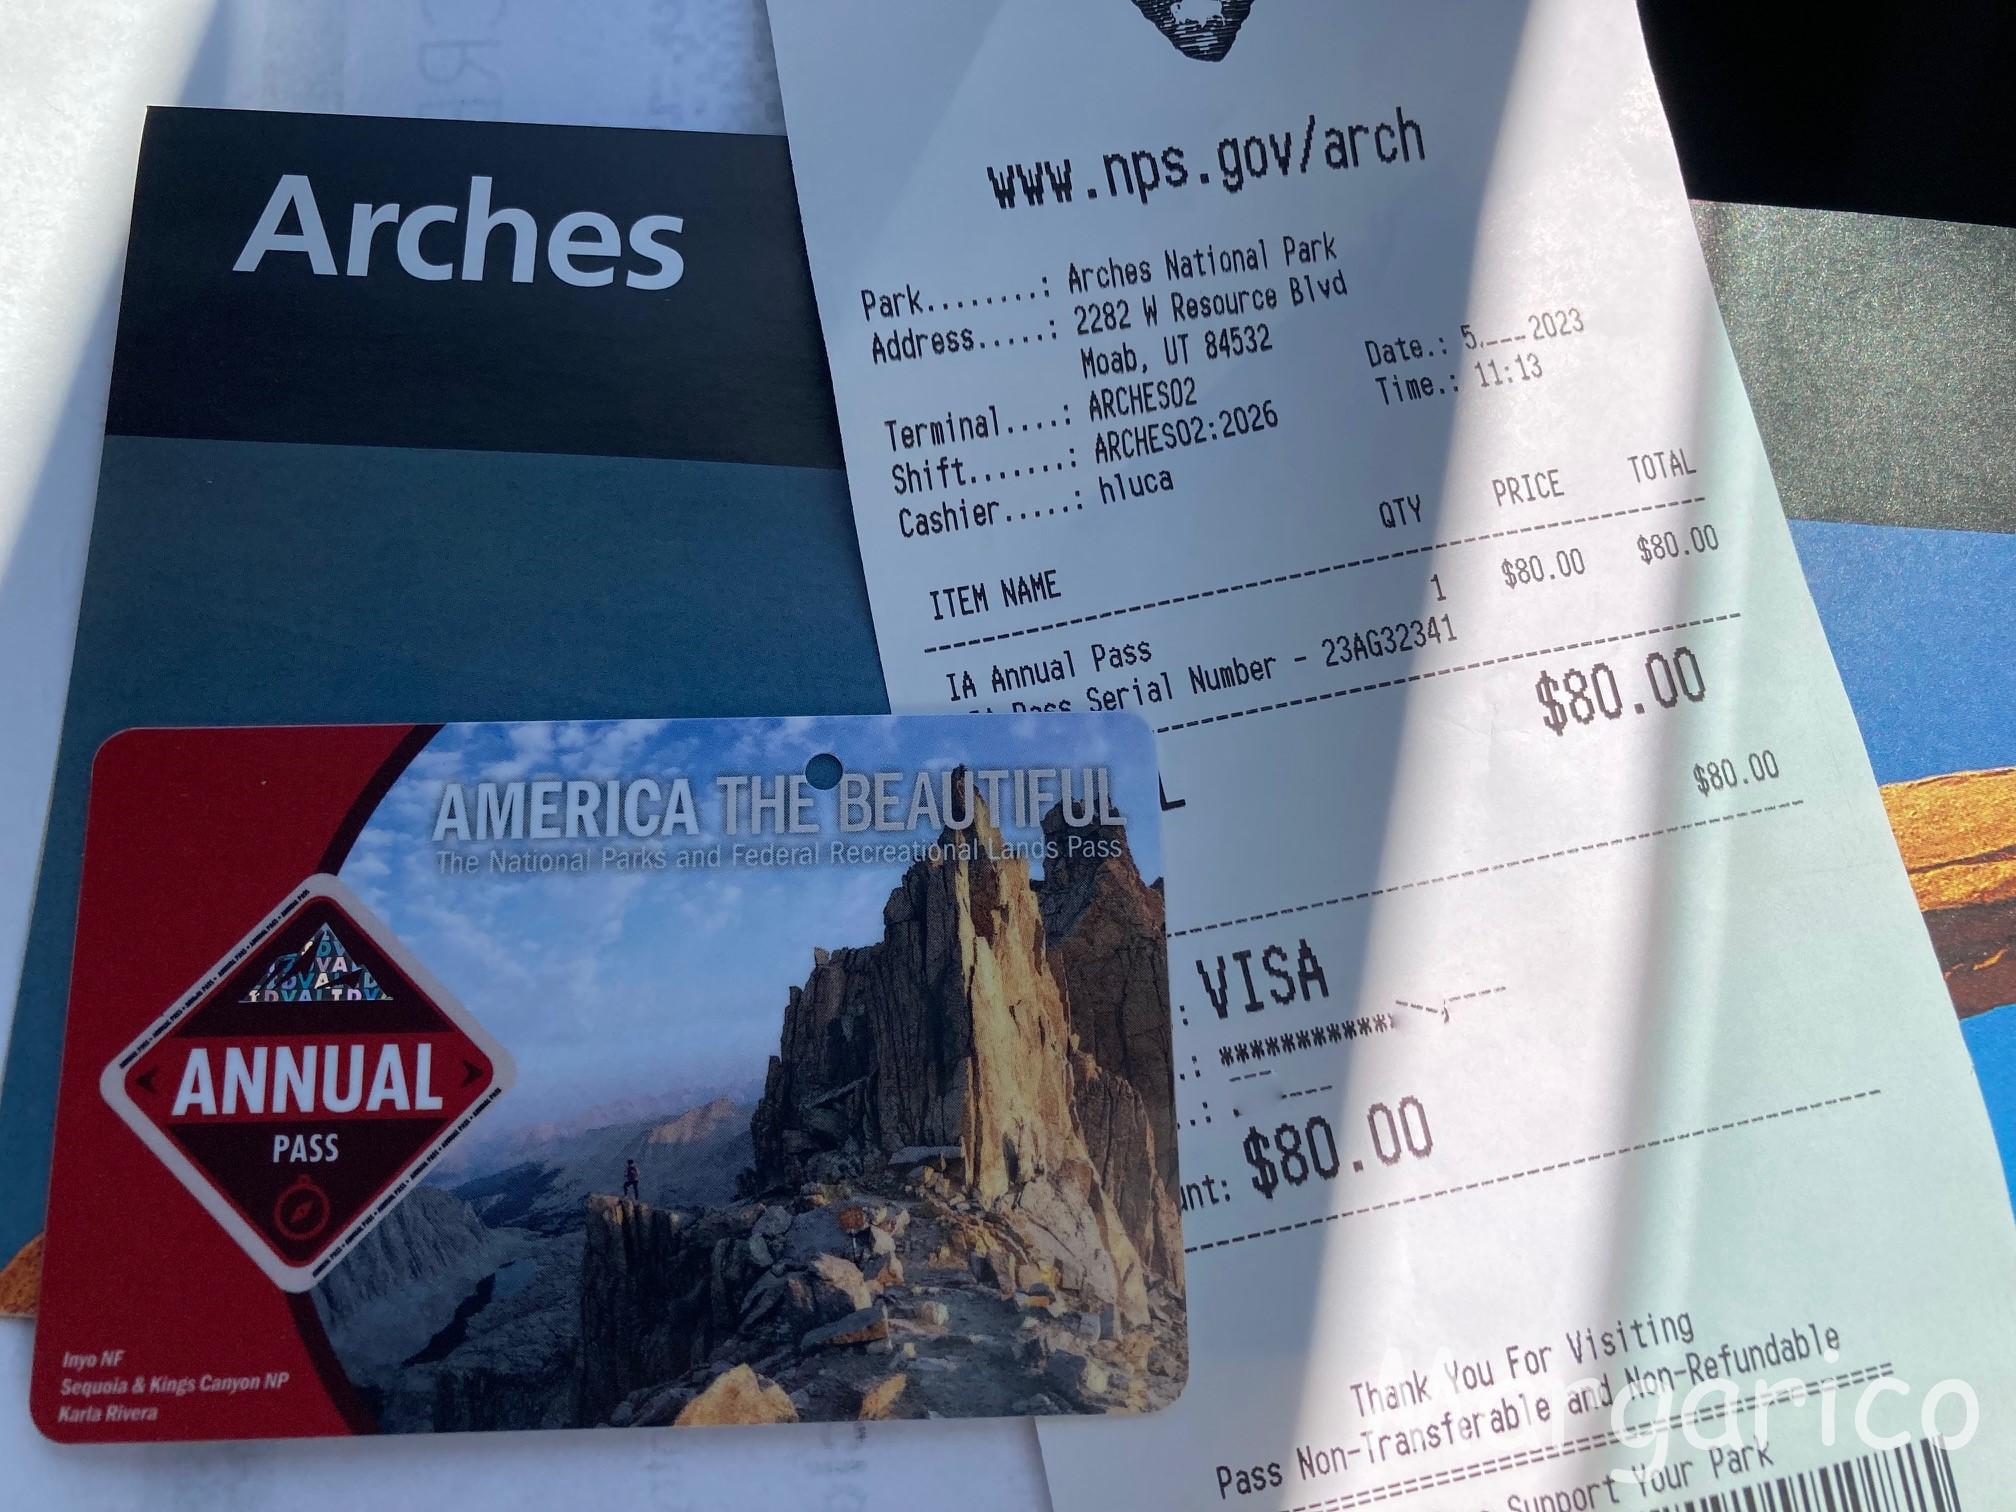 Arches
www.nps.gov/arch
Park........: Arches National Park
Address.....: 2282 W Resource Blvd
Moab, UT 84532
Date.: 5 2023
Terminal....: ARCHES02
Time.: 11:13
Shift.......: ARCHES02:2026
Cashier.....: hluca
ITEM NAME QTY PRICE TOTAL
IA Annual Pass 1 $80.00 $80.00
Pass Serial Number - 23AG32341
$80.00
$80.00
: VISA
.: ***********
.:
unt: $80.00
Thank You For Visiting
Pass Non-Transferable and Non-Refundable
Support Your Park
AMERICA THE BEAUTIFUL
The National Parks and Federal Recreational Lands Pass
ANNUAL
PASS
Inyo NF
Sequoia & Kings Canyon NP
Karla Rivera
Margarico